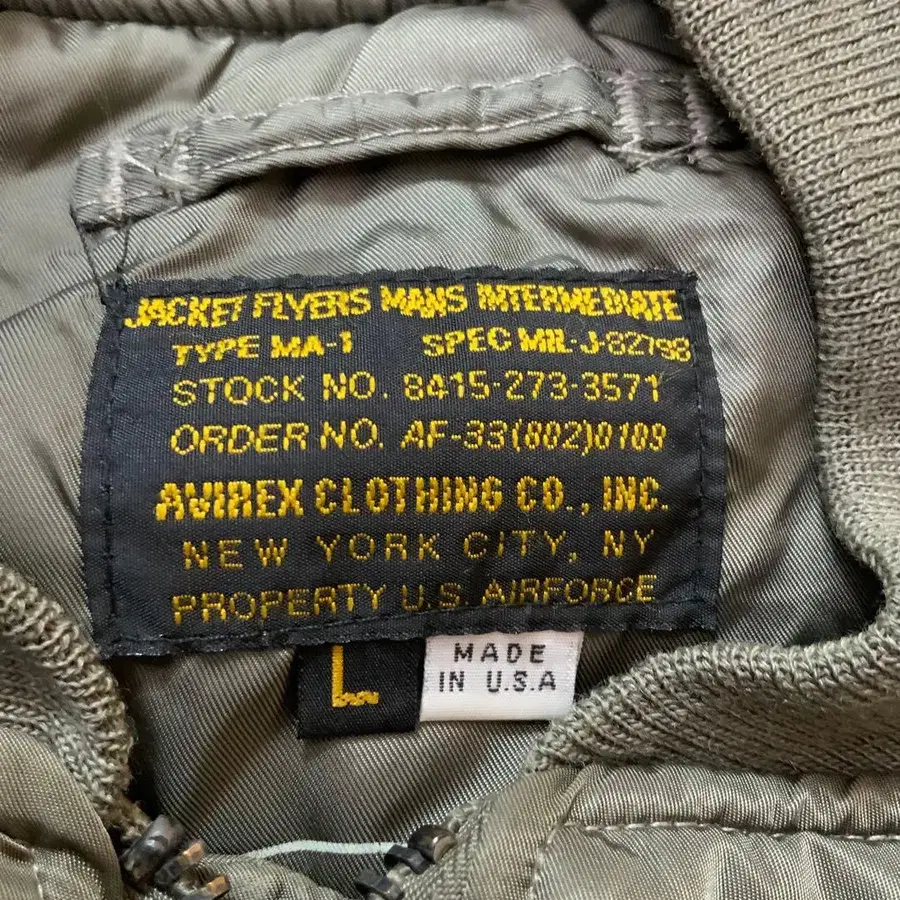 JACKET FLYERS MANS INTERMEDIATE
TYPE MA-1 SPEC MIL-J-82798
STOCK NO. 8415-273-3571
ORDER NO. AF-33(802)0109
AVIREX CLOTHING CO., INC.
NEW YORK CITY, NY
PROPERTY U.S. AIRFORCE
L
MADE
IN U.S.A